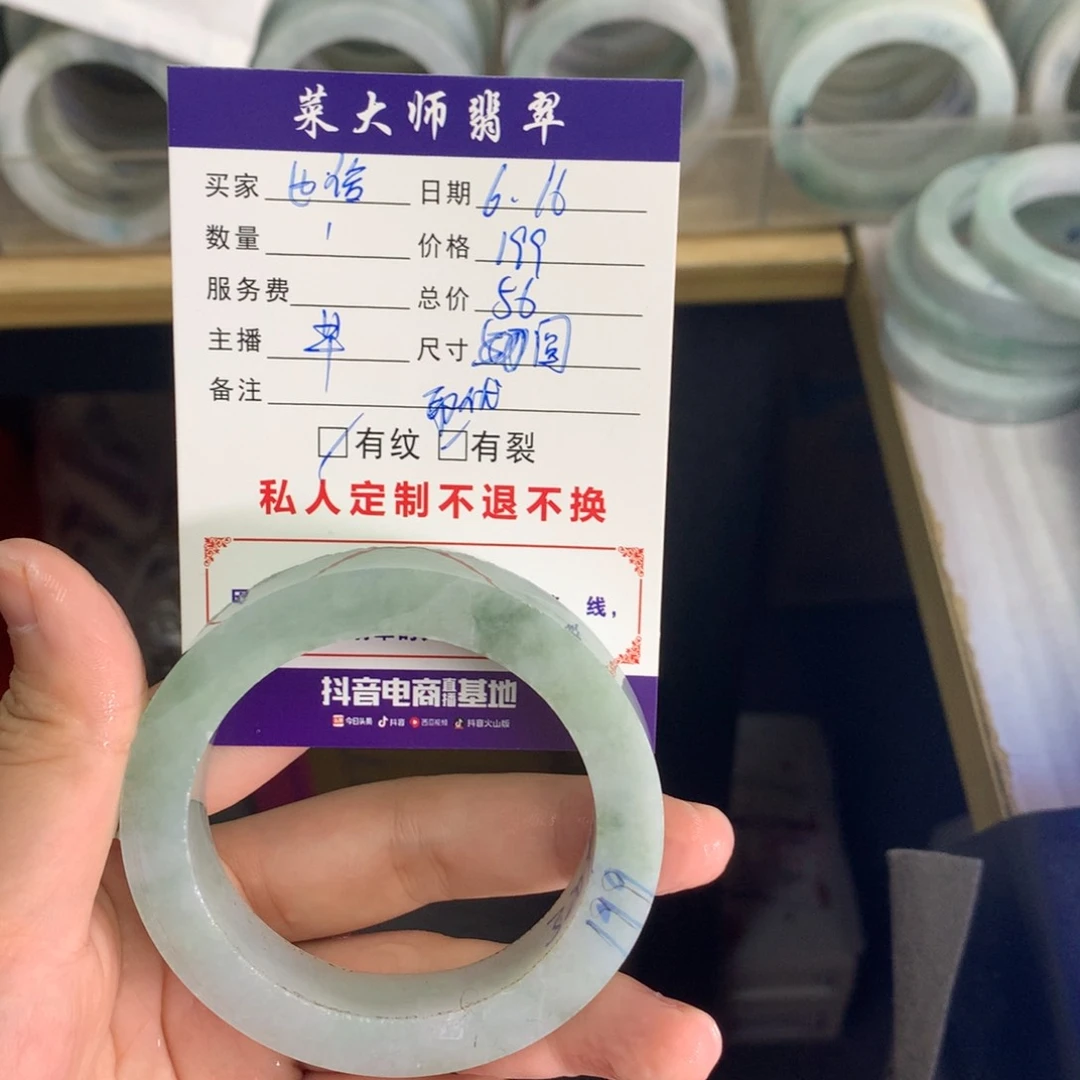 菜大师翡翠
买家 日期 6.16
数量 1 价格 199
服务费 总价 56
主播 尺寸 圆
备注
有纹 有裂
私人定制不退不换
线,
抖音电商直播基地
今日头条 抖音 西瓜视频 抖音火山版
199